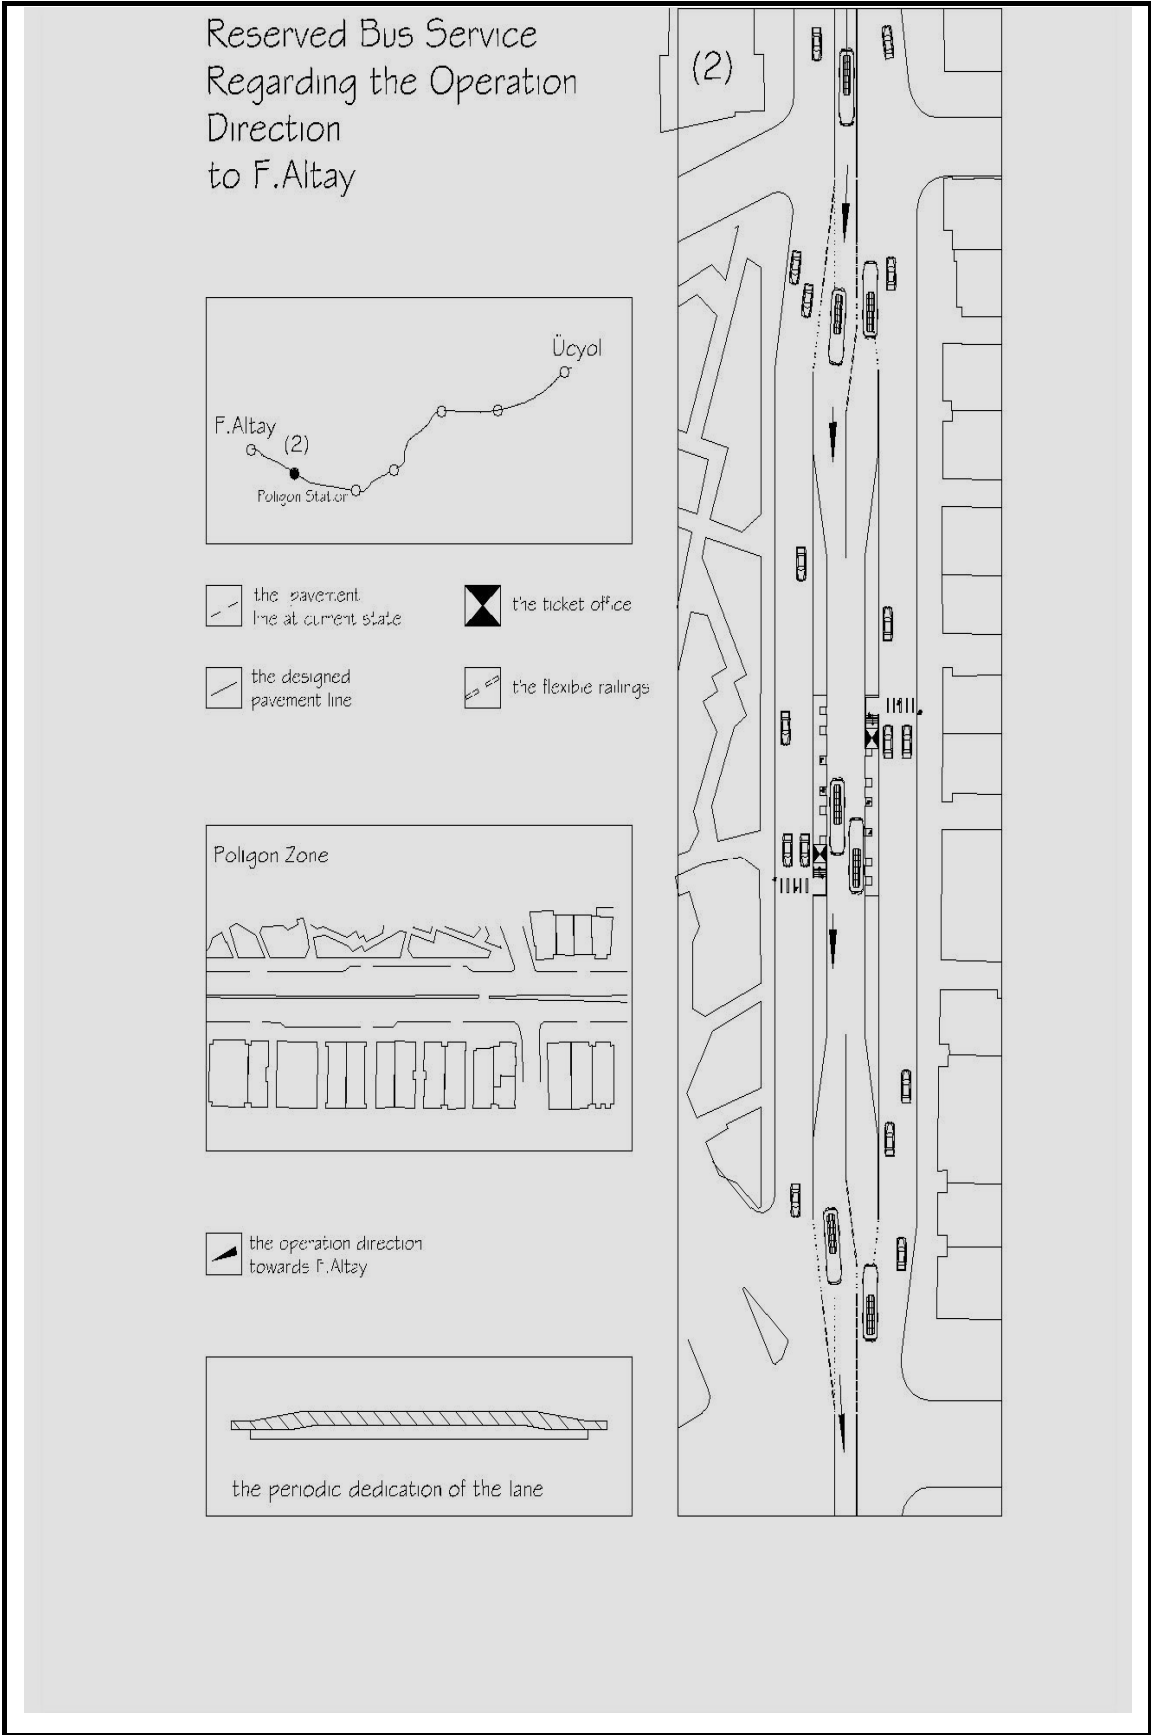 Reserved Bus Service
Regarding the Operation
Direction
to F.Altay
(2)
Ücyol
F.Altay
(2)
Poligon Station
the pavement
line at current state
the ticket office
the designed
pavement line
the flexible railings
Poligon Zone
the operation direction
towards F.Altay
the periodic dedication of the lane